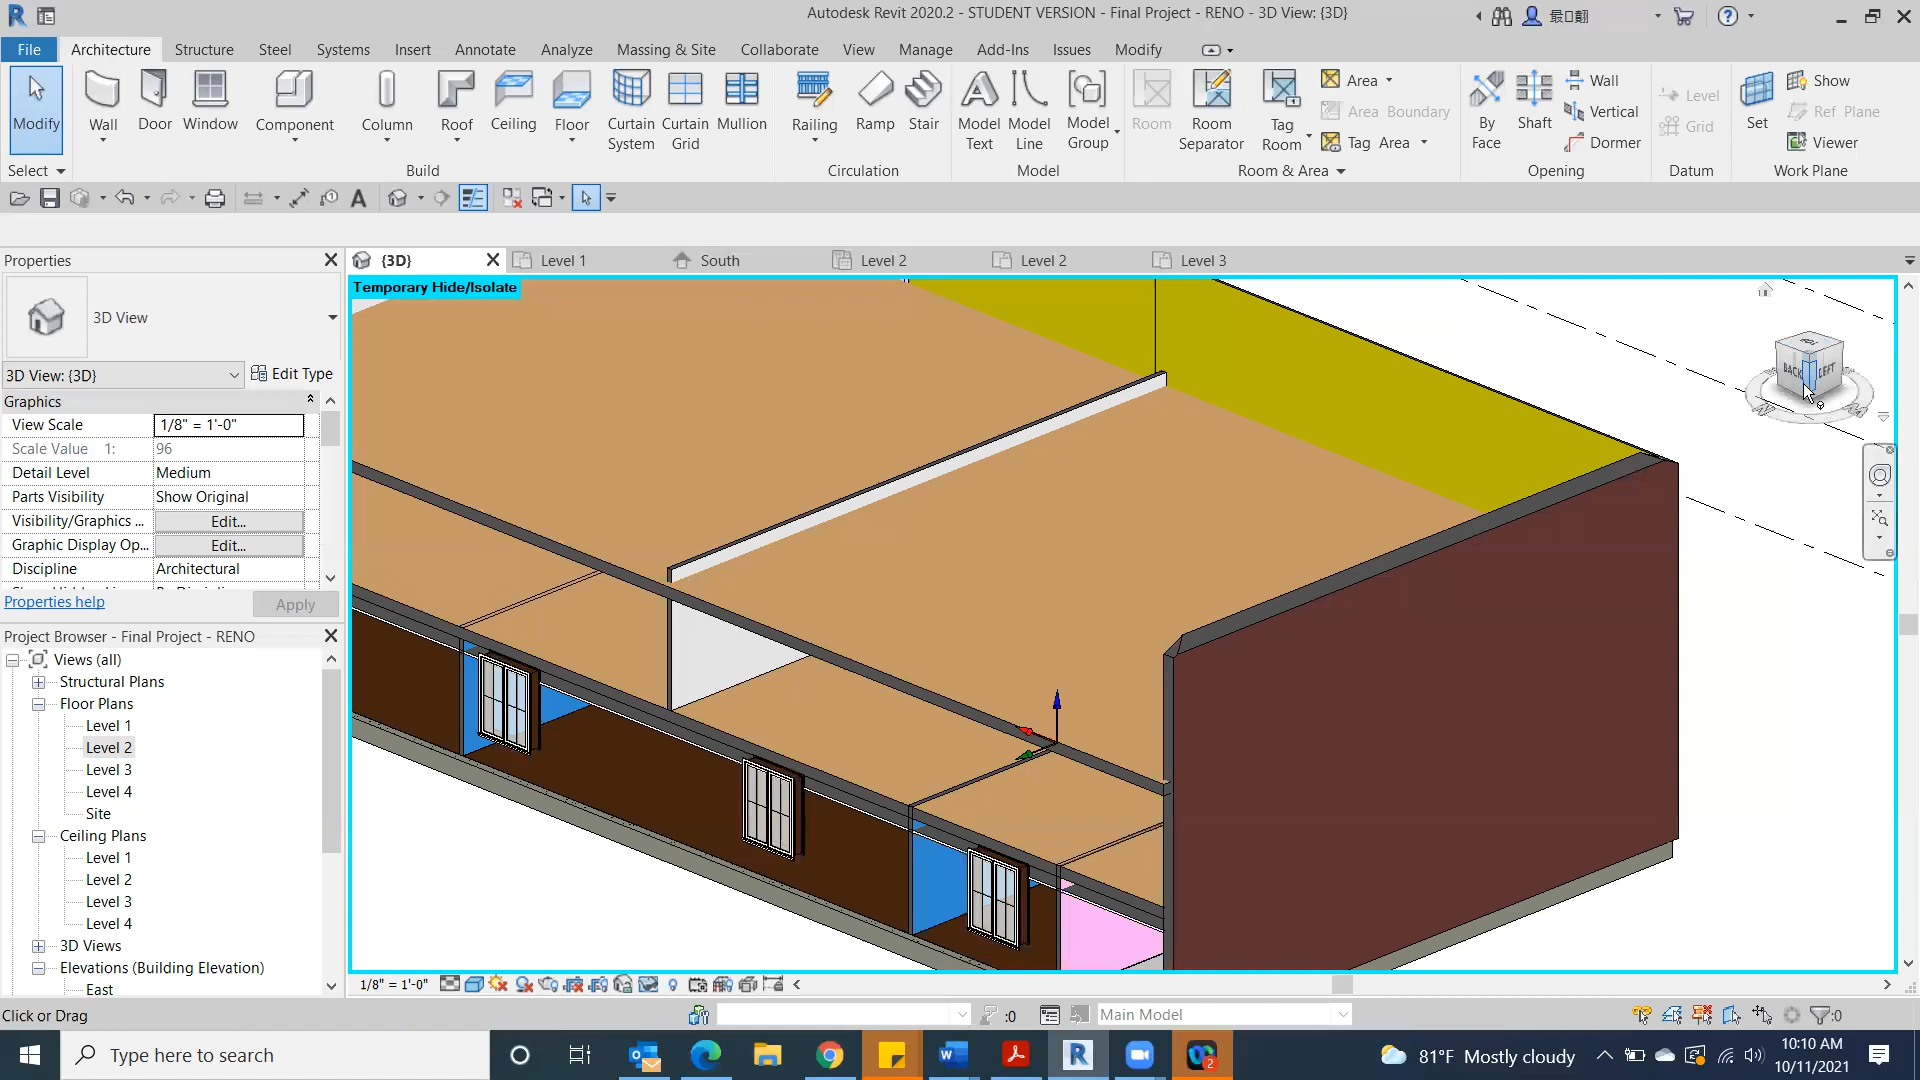 Autodesk Revit 2020.2 - STUDENT VERSION - Final Project - RENO - 3D View: {3D}
File Architecture Structure Steel Systems Insert Annotate Analyze Massing & Site Collaborate View Manage Add-Ins Issues Modify
Modify
Wall
Door
Window
Component
Column
Roof
Ceiling
Floor
Curtain System
Curtain Grid
Mullion
Railing
Ramp
Stair
Model Text
Model Line
Model Group
Room
Room Separator
Tag Room
Area
Area Boundary
Tag Area
By Face
Shaft
Wall
Vertical
Dormer
Level
Grid
Set
Show
Ref Plane
Viewer
Select Build Circulation Model Room & Area Opening Datum Work Plane
Properties
{3D} Level 1 South Level 2 Level 2 Level 3
Temporary Hide/Isolate
BACK LEFT
3D View
3D View: {3D} Edit Type
Graphics
View Scale 1/8" = 1'-0"
Scale Value 1: 96
Detail Level Medium
Parts Visibility Show Original
Visibility/Graphics ... Edit...
Graphic Display Op... Edit...
Discipline Architectural
Properties help Apply
Project Browser - Final Project - RENO
Views (all)
Structural Plans
Floor Plans
Level 1
Level 2
Level 3
Level 4
Site
Ceiling Plans
Level 1
Level 2
Level 3
Level 4
3D Views
Elevations (Building Elevation)
East
1/8" = 1'-0"
Click or Drag
:0
Main Model
:0
Type here to search
2
81°F Mostly cloudy
10:10 AM
10/11/2021